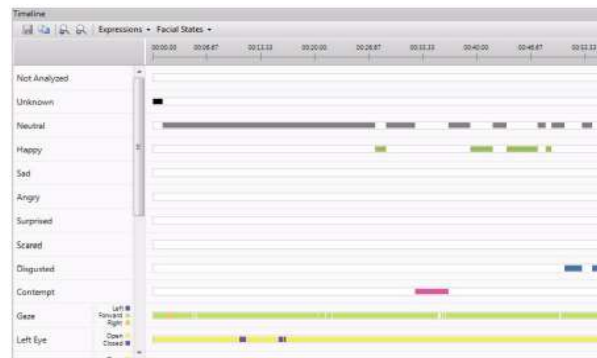 Timeline
Expressions Facial States
00:00.00 00:06.67 00:13.33 00:20.00 00:26.67 00:33.33 00:40.00 00:46.67 00:53.33
Not Analyzed
Unknown
Neutral
Happy
Sad
Angry
Surprised
Scared
Disgusted
Contempt
Gaze
Left
Forward
Right
Left Eye
Open
Closed